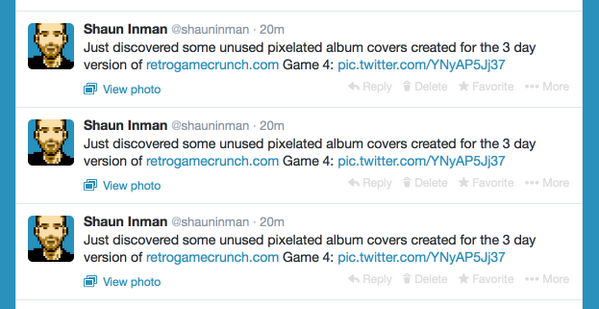 Shaun Inman @shauninman · 20m
Just discovered some unused pixelated album covers created for the 3 day
version of retrogamecrunch.com Game 4: pic.twitter.com/YNyAP5Jj37
View photo Reply Delete Favorite More
Shaun Inman @shauninman · 20m
Just discovered some unused pixelated album covers created for the 3 day
version of retrogamecrunch.com Game 4: pic.twitter.com/YNyAP5Jj37
View photo Reply Delete Favorite More
Shaun Inman @shauninman · 20m
Just discovered some unused pixelated album covers created for the 3 day
version of retrogamecrunch.com Game 4: pic.twitter.com/YNyAP5Jj37
View photo Reply Delete Favorite More